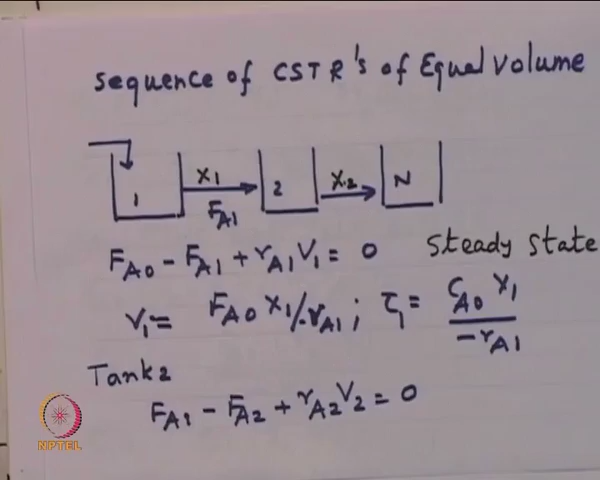 Sequence of CSTR's of Equal Volume
1 X1 FA1 2 X2 N
FA0 - FA1 + rA1 V1 = 0 Steady State
V1 = FA0 X1/-rA1 ; τ1 = CA0 X1 / -rA1
Tank 2
FA1 - FA2 + rA2 V2 = 0
NPTEL